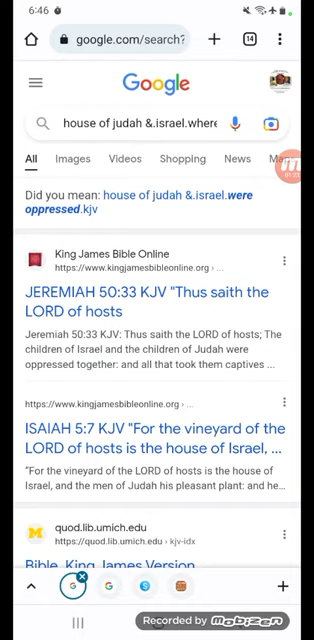 6:46
google.com/search?
14
Google
house of judah &.israel.where
All Images Videos Shopping News
01:33
Did you mean: house of judah &.israel.were
oppressed.kjv
King James Bible Online
https://www.kingjamesbibleonline.org › ...
JEREMIAH 50:33 KJV "Thus saith the
LORD of hosts
Jeremiah 50:33 KJV: Thus saith the LORD of hosts; The
children of Israel and the children of Judah were
oppressed together: and all that took them captives ...
https://www.kingjamesbibleonline.org › ...
ISAIAH 5:7 KJV "For the vineyard of the
LORD of hosts is the house of Israel, ...
"For the vineyard of the LORD of hosts is the house of
Israel, and the men of Judah his pleasant plant: and he...
quod.lib.umich.edu
https://quod.lib.umich.edu › kjv-idx
Bible, King James Version
Recorded by Mobizen